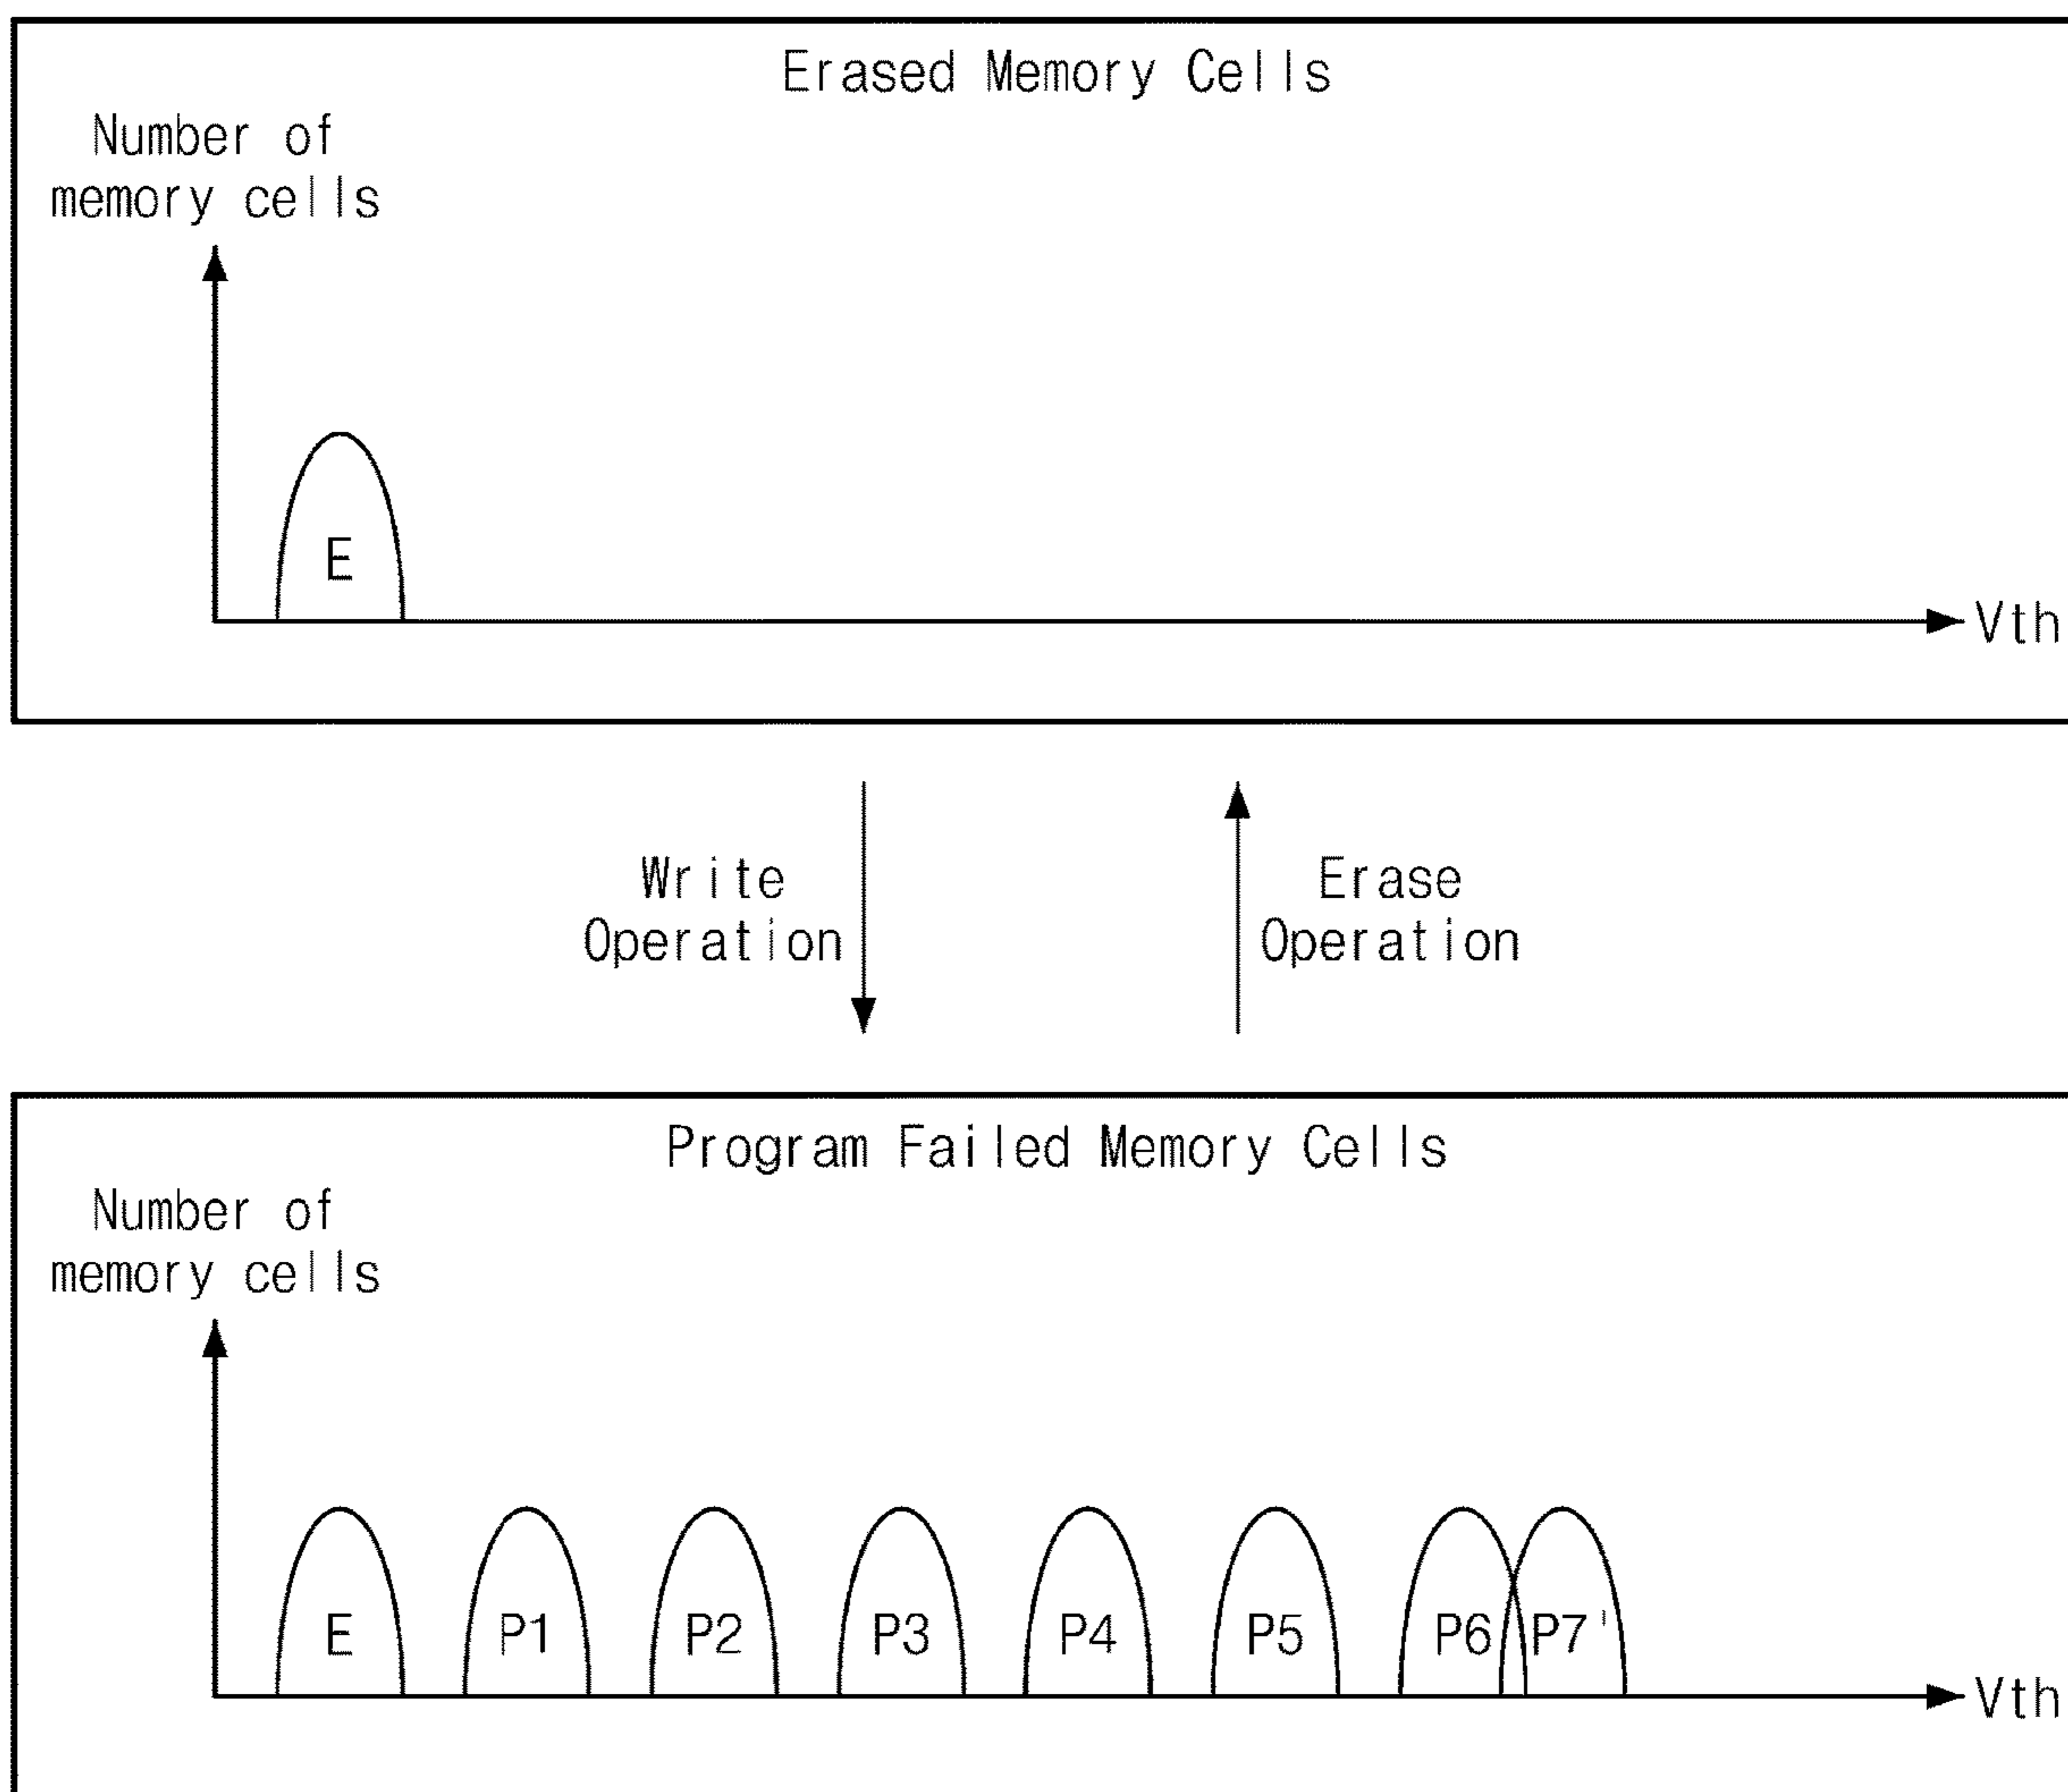 Erased Memory Cells
Number of
memory cells
E
Vth
Write
Operation
Erase
Operation
Program Failed Memory Cells
Number of
memory cells
E P1 P2 P3 P4 P5 P6 P7'
Vth